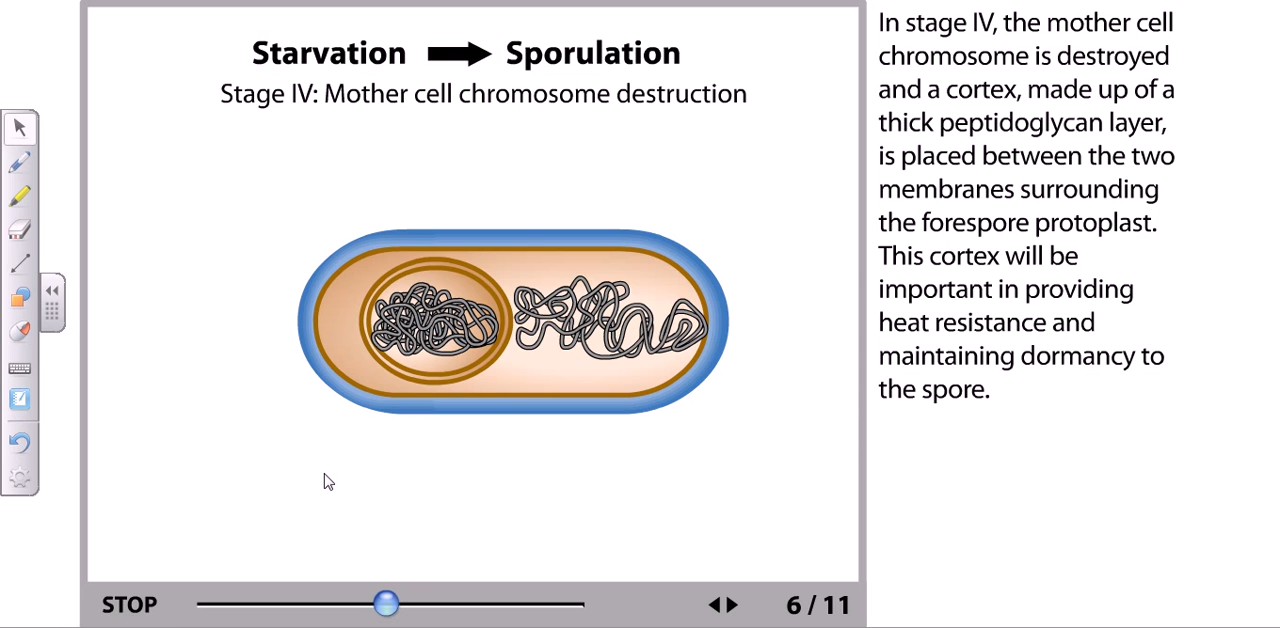 Starvation Sporulation
Stage IV: Mother cell chromosome destruction
STOP
6 / 11
In stage IV, the mother cell
chromosome is destroyed
and a cortex, made up of a
thick peptidoglycan layer,
is placed between the two
membranes surrounding
the forespore protoplast.
This cortex will be
important in providing
heat resistance and
maintaining dormancy to
the spore.